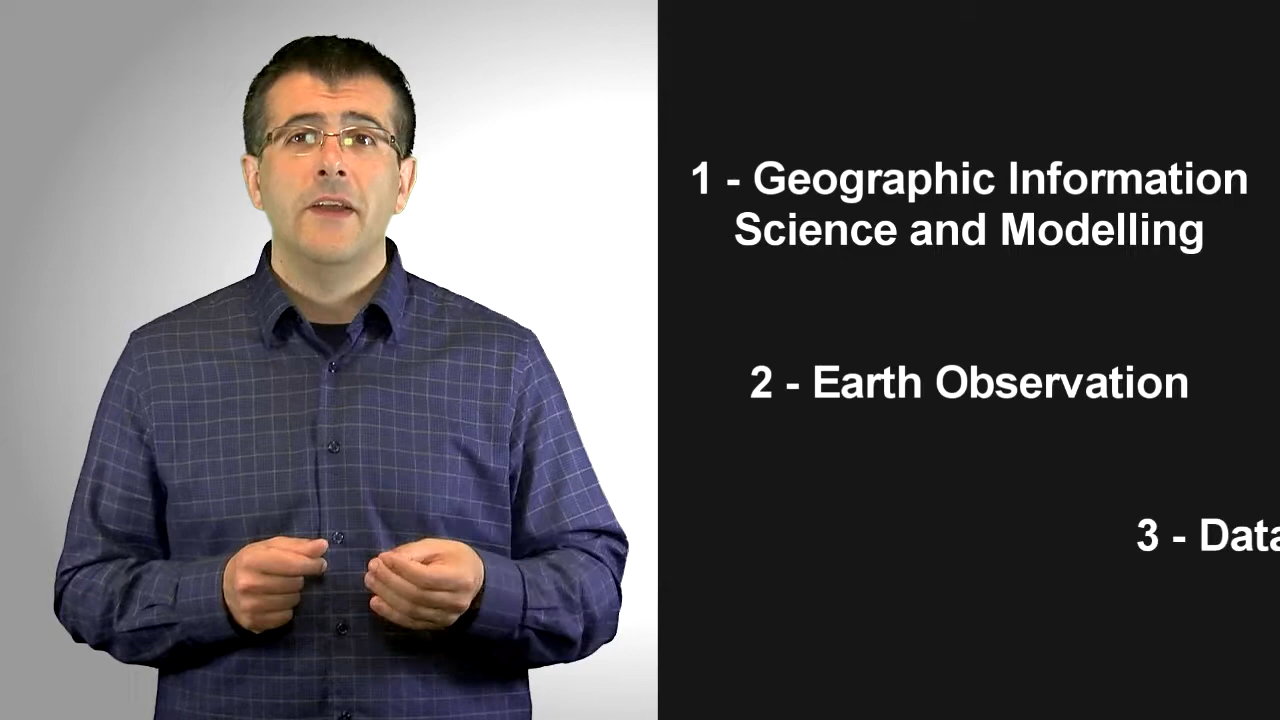 1 - Geographic Information
Science and Modelling
2 - Earth Observation
3 - Data